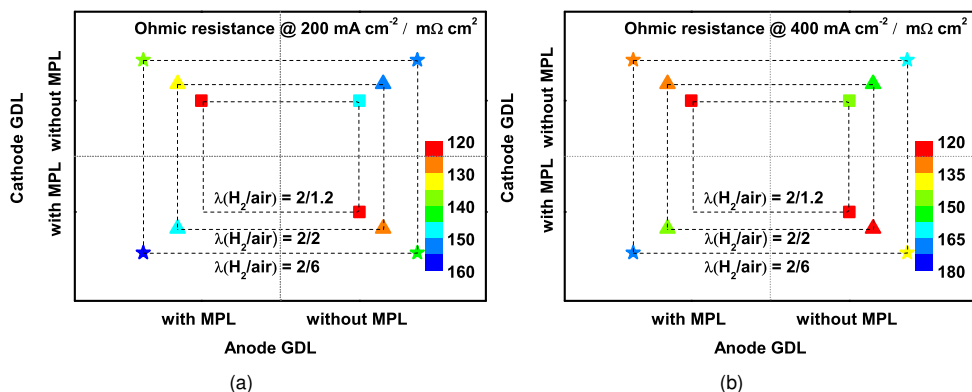 Ohmic resistance @ 200 mA cm⁻² / mΩ cm²
Cathode GDL
with MPL without MPL
120
130
140
150
160
λ(H₂/air) = 2/1.2
λ(H₂/air) = 2/2
λ(H₂/air) = 2/6
with MPL without MPL
Anode GDL
(a)
Ohmic resistance @ 400 mA cm⁻² / mΩ cm²
Cathode GDL
with MPL without MPL
120
135
150
165
180
λ(H₂/air) = 2/1.2
λ(H₂/air) = 2/2
λ(H₂/air) = 2/6
with MPL without MPL
Anode GDL
(b)